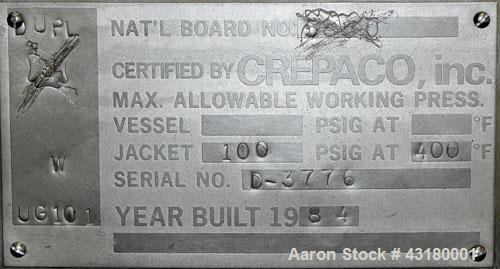 DUPL
NAT'L BOARD NO.
CERTIFIED BY CREPACO, inc.
MAX. ALLOWABLE WORKING PRESS.
VESSEL PSIG AT °F
JACKET 100 PSIG AT 400 °F
W
SERIAL NO. D-3776
UG101 YEAR BUILT 1984
Aaron Stock # 43180001